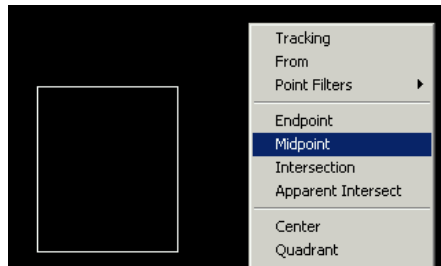 Tracking
From
Point Filters
Endpoint
Midpoint
Intersection
Apparent Intersect
Center
Quadrant